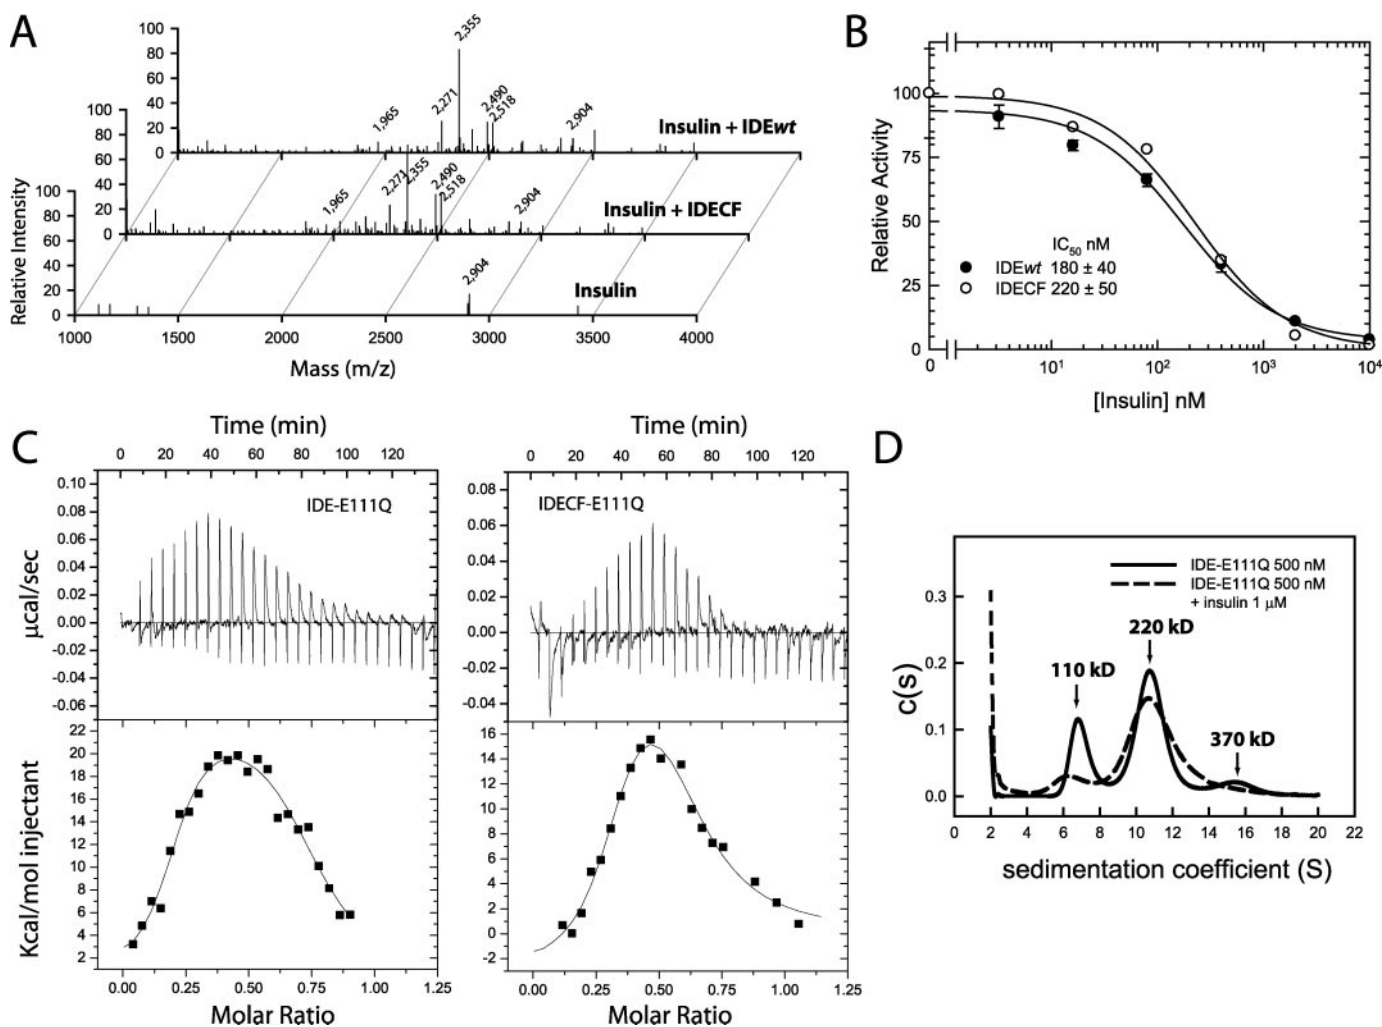 A
100
80
60
40
20
0
2,355
1,965
2,271
2,490
2,518
2,904
Insulin + IDEwt
100
80
60
40
20
0
1,965
2,271
2,355
2,490
2,518
2,904
Insulin + IDECF
100
80
60
40
20
0
2,904
Insulin
Relative Intensity
1000 1500 2000 2500 3000 3500 4000
Mass (m/z)
B
100
75
50
25
0
Relative Activity
IC50 nM
IDEwt 180 ± 40
IDECF 220 ± 50
0 10¹ 10² 10³ 10⁴
[Insulin] nM
C
Time (min)
0 20 40 60 80 100 120
IDE-E111Q
0.10
0.08
0.06
0.04
0.02
0.00
-0.02
-0.04
-0.06
µcal/sec
22
20
18
16
14
12
10
8
6
4
2
Kcal/mol injectant
0.00 0.25 0.50 0.75 1.00 1.25
Molar Ratio
Time (min)
0 20 40 60 80 100 120
IDECF-E111Q
0.08
0.06
0.04
0.02
0.00
-0.02
-0.04
16
14
12
10
8
6
4
2
0
-2
0.00 0.25 0.50 0.75 1.00 1.25
Molar Ratio
D
IDE-E111Q 500 nM
IDE-E111Q 500 nM
+ insulin 1 µM
0.3
0.2
0.1
0.0
c(s)
110 kD
220 kD
370 kD
0 2 4 6 8 10 12 14 16 18 20 22
sedimentation coefficient (S)